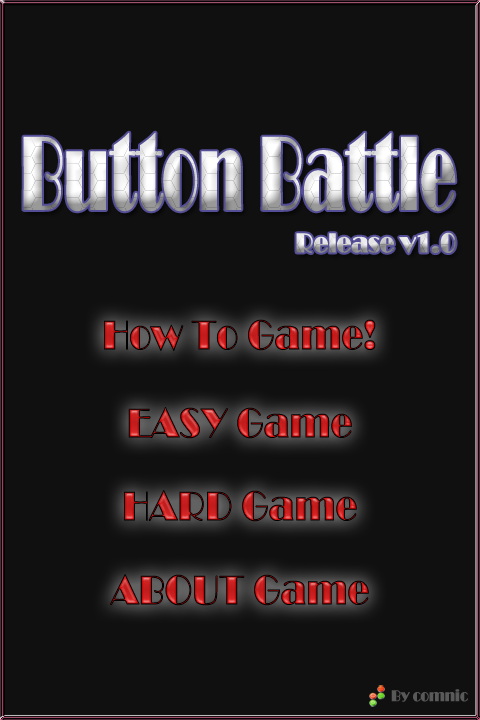 Button Battle
Release v1.0
How To Game!
EASY Game
HARD Game
ABOUT Game
By comnic